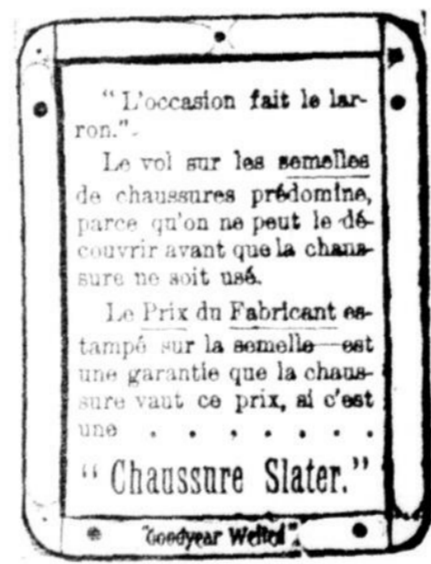 “ L'occasion fait le lar-
ron.”
Le vol sur les semelles
de chaussures prédomine,
parce qu'on ne peut le dé-
couvrir avant que la chaus-
sure ne soit usé.
Le Prix du Fabricant es-
tampé sur la semelle—est
une garantie que la chaus-
sure vaut ce prix, si c'est
une . . . . . . .
“ Chaussure Slater.”
"Goodyear Welted"